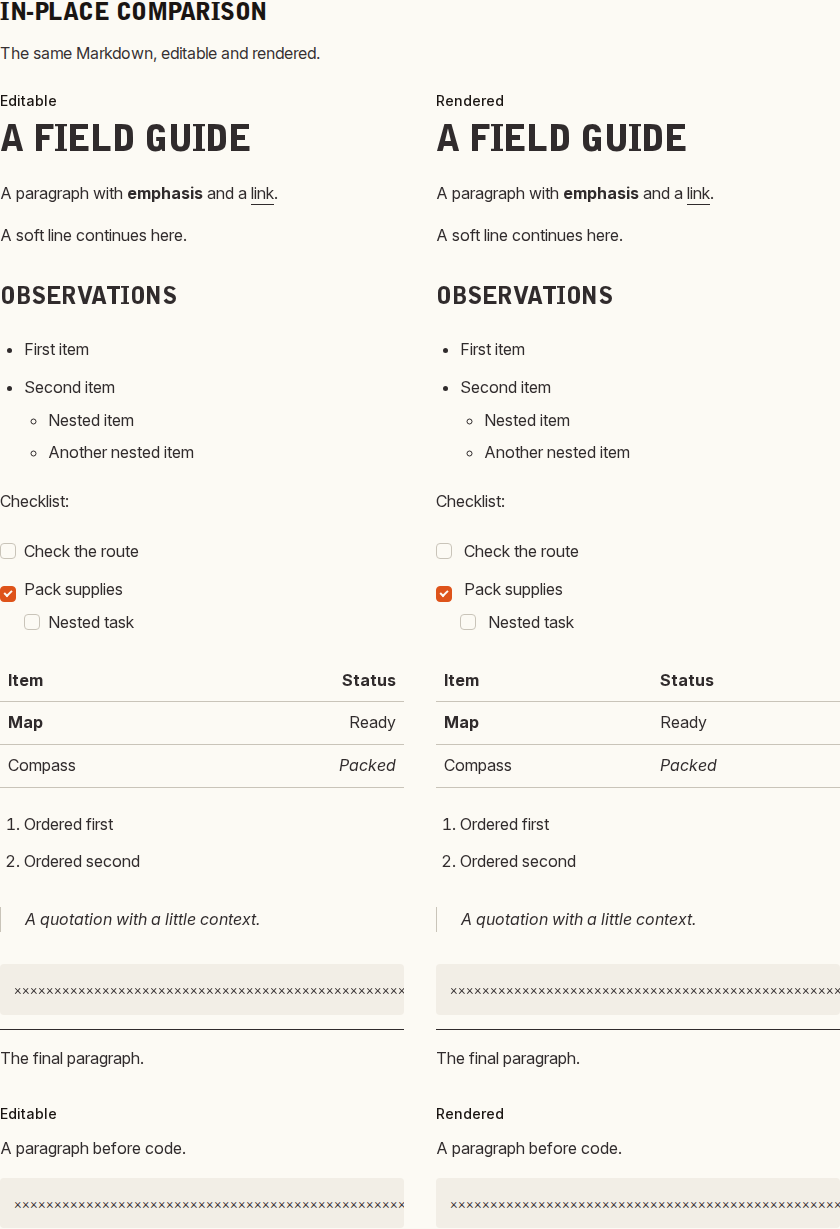 IN-PLACE COMPARISON
The same Markdown, editable and rendered.
Editable
A FIELD GUIDE
A paragraph with emphasis and a link.
A soft line continues here.
OBSERVATIONS
First item
Second item
Nested item
Another nested item
Checklist:
Check the route
Pack supplies
Nested task
Item Status
Map Ready
Compass Packed
1. Ordered first
2. Ordered second
A quotation with a little context.
xxxxxxxxxxxxxxxxxxxxxxxxxxxxxxxxxxxxxxxxxxxxxxxxx
The final paragraph.
Rendered
A FIELD GUIDE
A paragraph with emphasis and a link.
A soft line continues here.
OBSERVATIONS
First item
Second item
Nested item
Another nested item
Checklist:
Check the route
Pack supplies
Nested task
Item Status
Map Ready
Compass Packed
1. Ordered first
2. Ordered second
A quotation with a little context.
xxxxxxxxxxxxxxxxxxxxxxxxxxxxxxxxxxxxxxxxxxxxxxxxx
The final paragraph.
Editable
A paragraph before code.
xxxxxxxxxxxxxxxxxxxxxxxxxxxxxxxxxxxxxxxxxxxxxxxxx
Rendered
A paragraph before code.
xxxxxxxxxxxxxxxxxxxxxxxxxxxxxxxxxxxxxxxxxxxxxxxxx